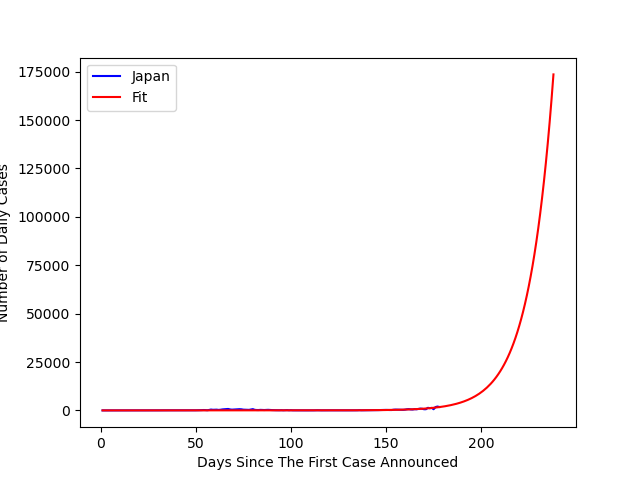 Japan
Fit
175000
150000
125000
100000
75000
50000
25000
0
Number of Daily Cases
0 50 100 150 200
Days Since The First Case Announced